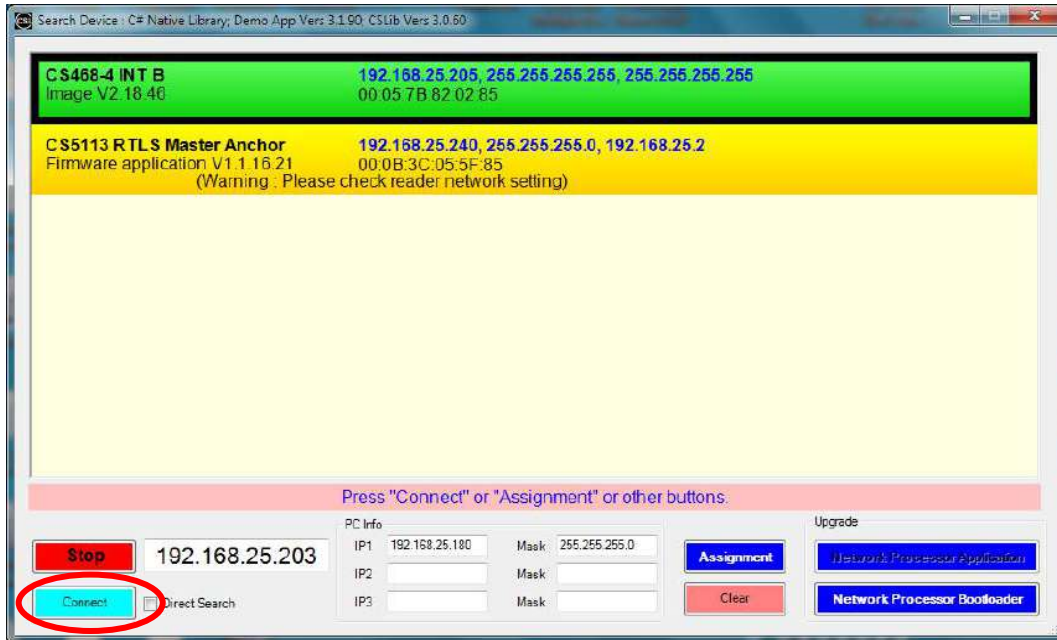 Search Device : C# Native Library; Demo App Vers 3.1.90; CSLib Vers 3.0.60
CS468-4 INT B 192.168.25.205, 255.255.255.255, 255.255.255.255
Image V2.18.46 00:05:7B:82:02:85
CS5113 RTLS Master Anchor 192.168.25.240, 255.255.255.0, 192.168.25.2
Firmware application V1.1.16.21 00:0B:3C:05:5F:85
(Warning : Please check reader network setting)
Press "Connect" or "Assignment" or other buttons.
PC Info
Upgrade
Stop 192.168.25.203 IP1 192.168.25.180 Mask 255.255.255.0 Assignment Network Processor Application
IP2 Mask
Connect Direct Search IP3 Mask Clear Network Processor Bootloader